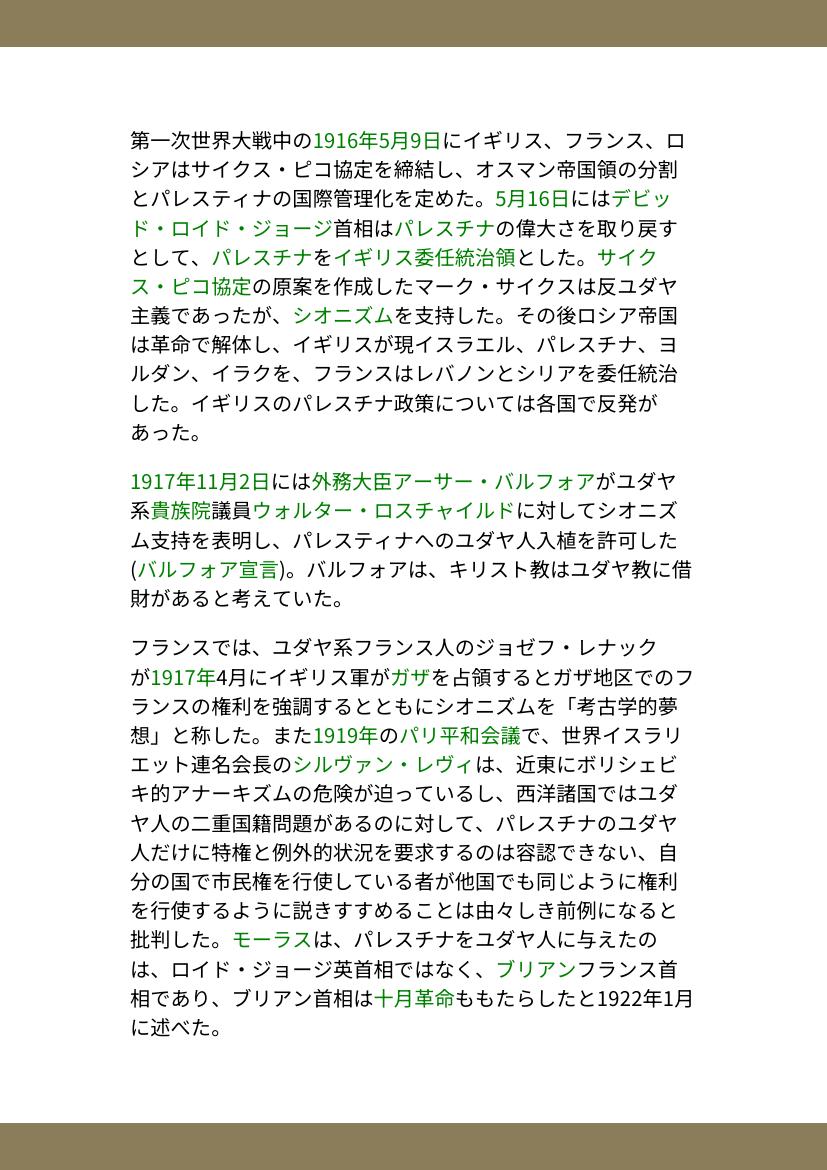 第一次世界大戦中の1916年5月9日にイギリス、フランス、ロ
シアはサイクス・ピコ協定を締結し、オスマン帝国領の分割
とパレスティナの国際管理化を定めた。5月16日にはデビッ
ド・ロイド・ジョージ首相はパレスチナの偉大さを取り戻す
として、パレスチナをイギリス委任統治領とした。サイク
ス・ピコ協定の原案を作成したマーク・サイクスは反ユダヤ
主義であったが、シオニズムを支持した。その後ロシア帝国
は革命で解体し、イギリスが現イスラエル、パレスチナ、ヨ
ルダン、イラクを、フランスはレバノンとシリアを委任統治
した。イギリスのパレスチナ政策については各国で反発が
あった。
1917年11月2日には外務大臣アーサー・バルフォアがユダヤ
系貴族院議員ウォルター・ロスチャイルドに対してシオニズ
ム支持を表明し、パレスティナへのユダヤ人入植を許可した
(バルフォア宣言)。バルフォアは、キリスト教はユダヤ教に借
財があると考えていた。
フランスでは、ユダヤ系フランス人のジョゼフ・レナック
が1917年4月にイギリス軍がガザを占領するとガザ地区でのフ
ランスの権利を強調するとともにシオニズムを「考古学的夢
想」と称した。また1919年のパリ平和会議で、世界イスラリ
エット連名会長のシルヴァン・レヴィは、近東にボリシェビ
キ的アナーキズムの危険が迫っているし、西洋諸国ではユダ
ヤ人の二重国籍問題があるのに対して、パレスチナのユダヤ
人だけに特権と例外的状況を要求するのは容認できない、自
分の国で市民権を行使している者が他国でも同じように権利
を行使するように説きすすめることは由々しき前例になると
批判した。モーラスは、パレスチナをユダヤ人に与えたの
は、ロイド・ジョージ英首相ではなく、ブリアンフランス首
相であり、ブリアン首相は十月革命ももたらしたと1922年1月
に述べた。